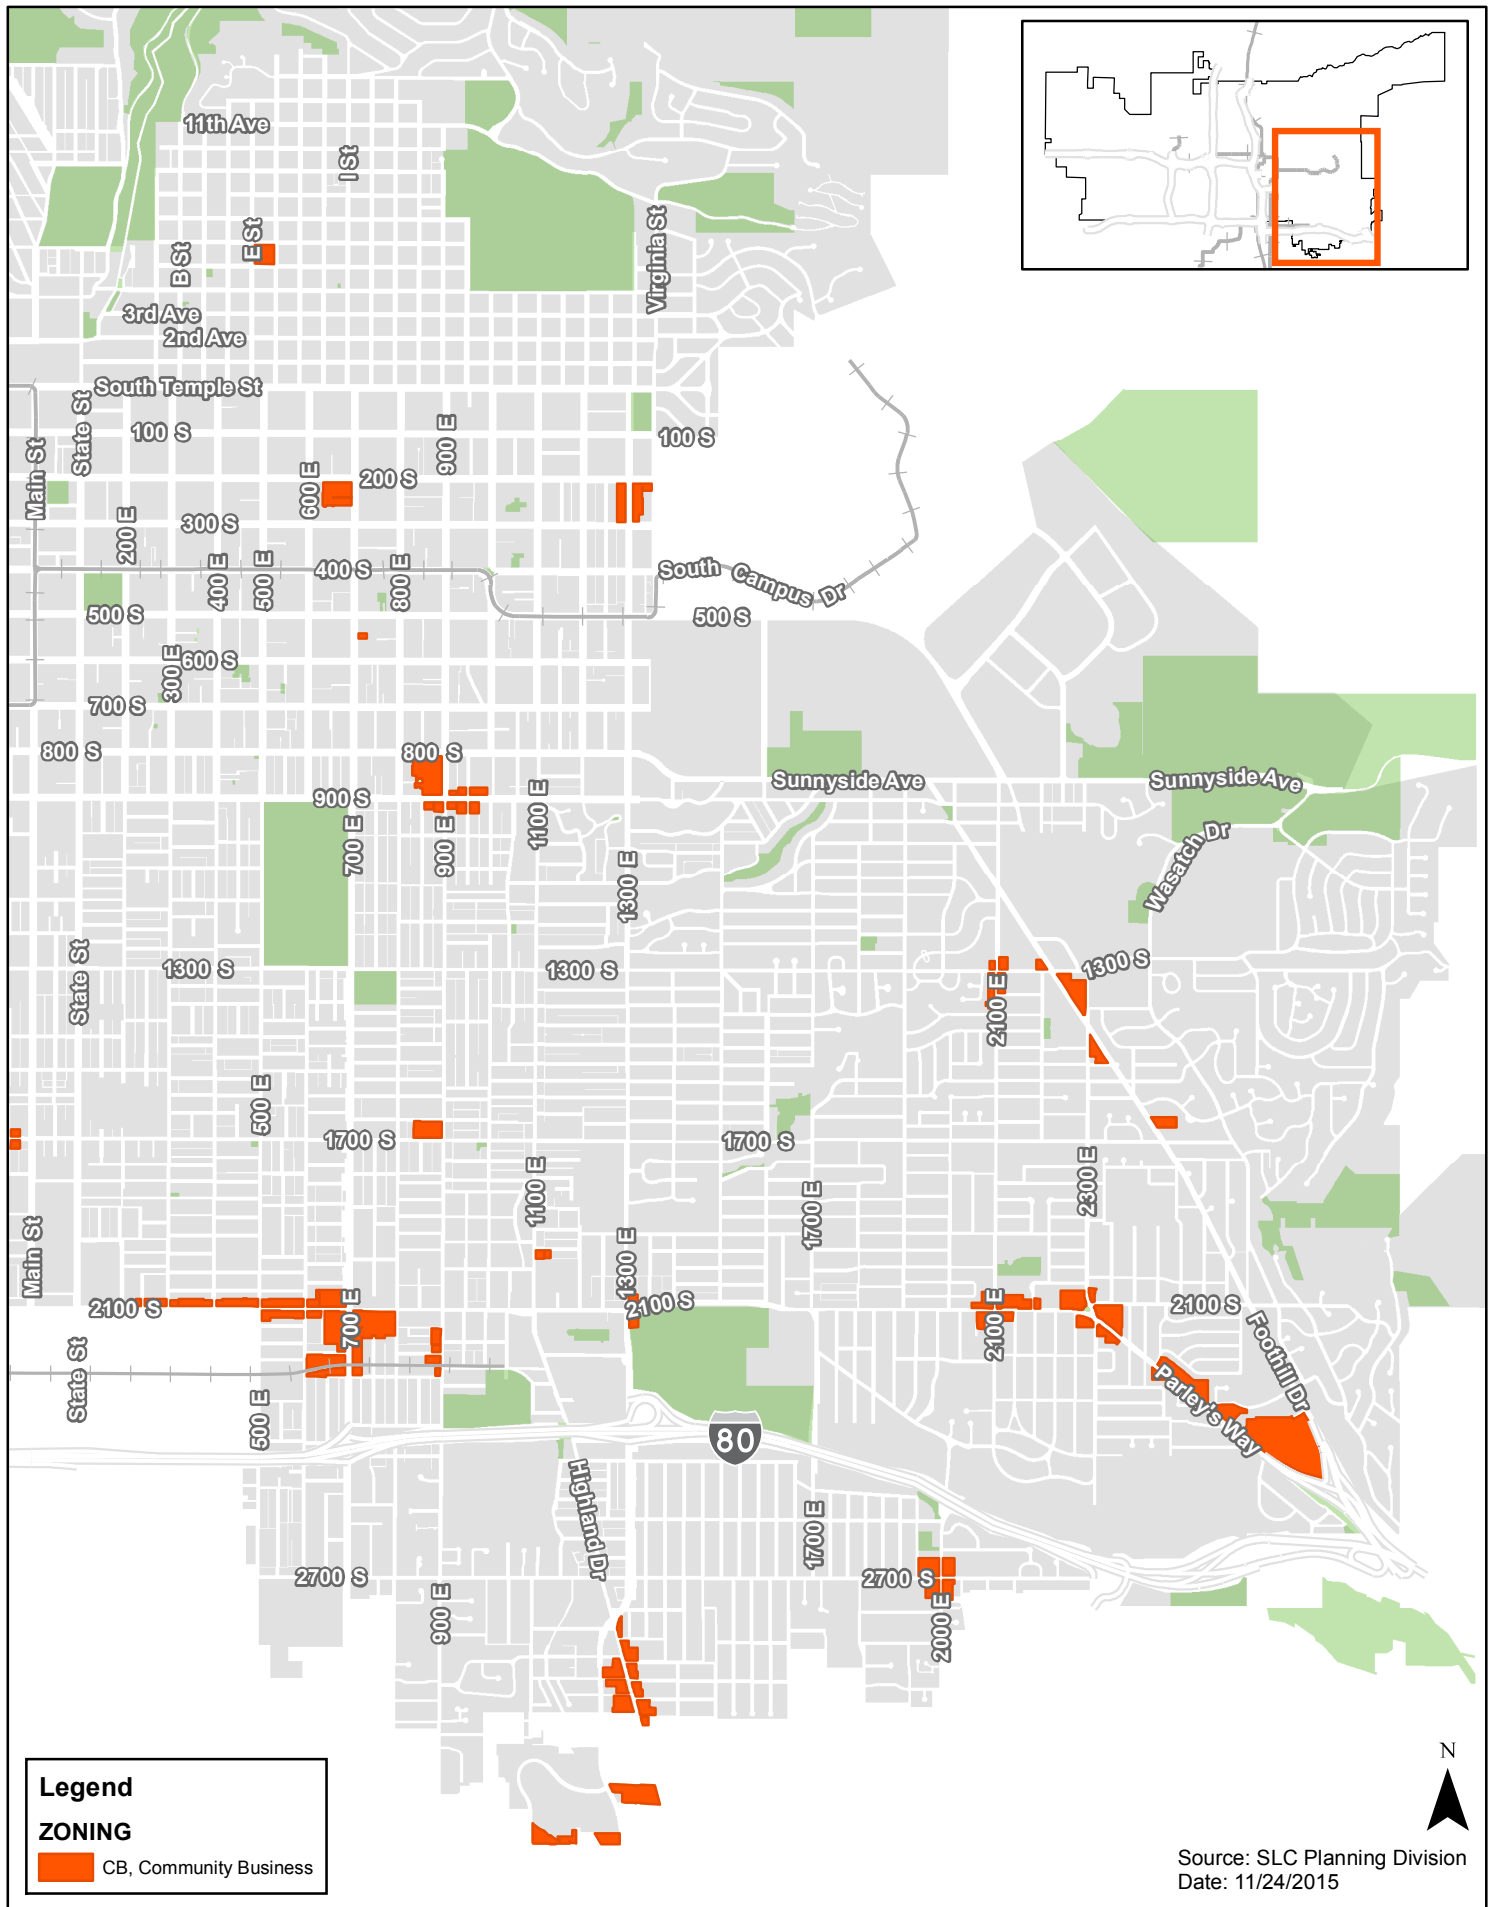 11th Ave
I St
E St
B St
Virginia St
3rd Ave
2nd Ave
South Temple St
State St
100 S
900 E
100 S
Main St
600 E
200 S
200 E
300 S
400 E
500 E
400 S
800 E
South Campus Dr
500 S
500 S
300 E
600 S
700 S
800 S
800 S
Sunnyside Ave
Sunnyside Ave
900 S
1100 E
700 E
900 E
1300 E
Wasatch Dr
State St
1300 S
1300 S
1300 S
2100 E
500 E
1700 S
1700 S
1100 E
1700 E
2300 E
Main St
1300 E
2100 S
700 E
2100 S
2100 E
2100 S
State St
Foothill Dr
500 E
Parley's Way
80
Highland Dr
1700 E
2700 S
2700 S
900 E
2000 E
N
Legend
ZONING
CB, Community Business
Source: SLC Planning Division
Date: 11/24/2015